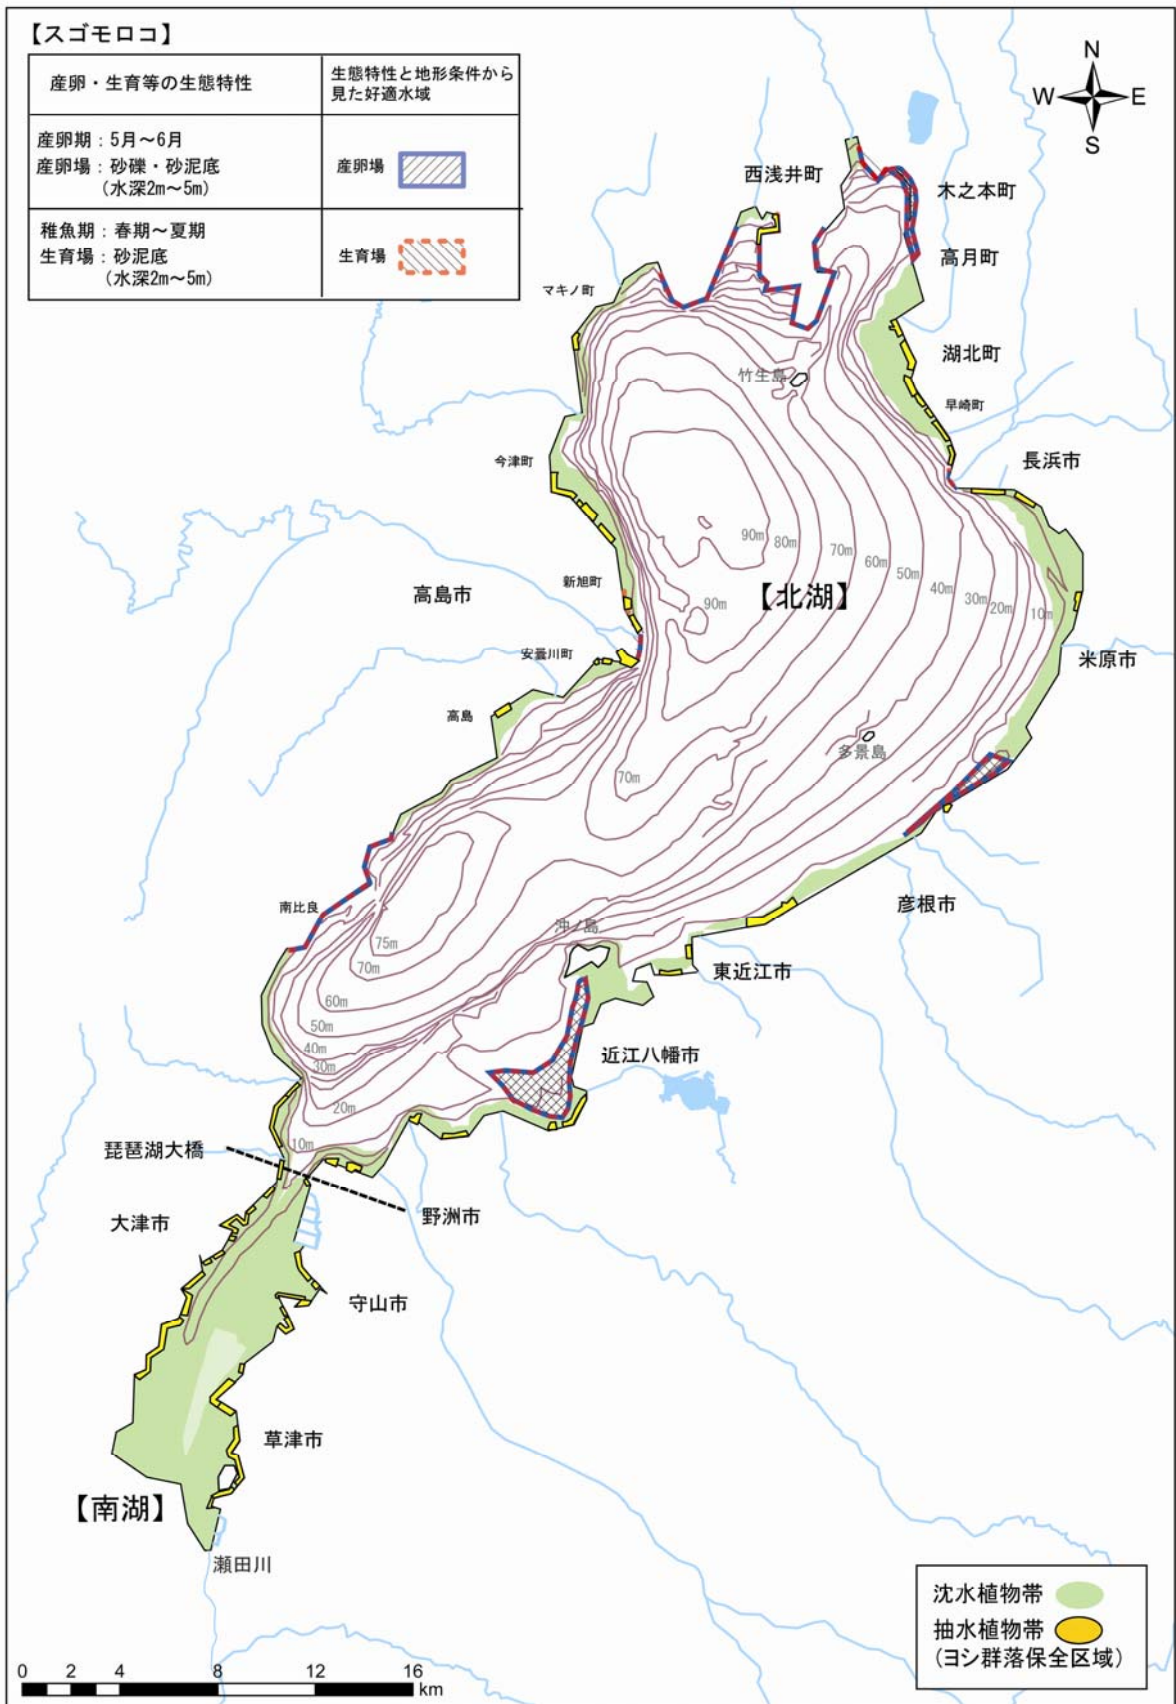 【スゴモロコ】
産卵・生育等の生態特性
生態特性と地形条件から
見た好適水域
産卵期：5月～6月
産卵場：砂礫・砂泥底
(水深2m～5m)
産卵場
稚魚期：春期～夏期
生育場：砂泥底
(水深2m～5m)
生育場
N
W
E
S
西浅井町
木之本町
高月町
マキノ町
湖北町
竹生島
早崎町
今津町
長浜市
90m
80m
70m
60m
50m
40m
30m
20m
10m
新旭町
高島市
90m
【北湖】
安曇川町
米原市
高島
多景島
70m
南比良
彦根市
沖ノ島
75m
70m
東近江市
60m
50m
40m
30m
近江八幡市
20m
10m
琵琶湖大橋
大津市
野洲市
守山市
草津市
【南湖】
瀬田川
沈水植物帯
抽水植物帯
(ヨシ群落保全区域)
0 2 4 8 12 16
km